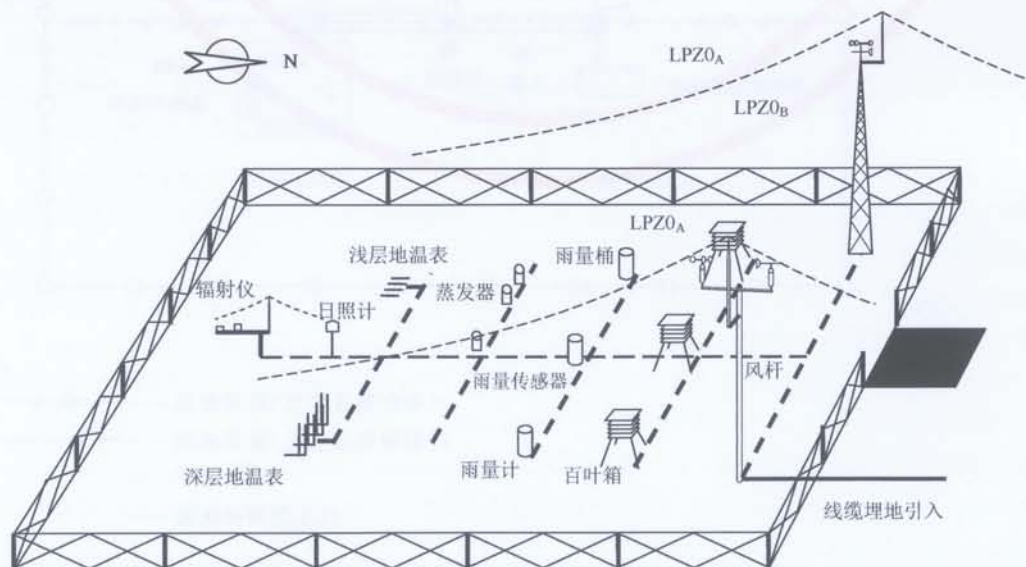 N
LPZ0A
LPZ0B
LPZ0A
浅层地温表
雨量桶
辐射仪
蒸发器
日照计
雨量传感器
风杆
深层地温表
雨量计
百叶箱
线缆埋地引入